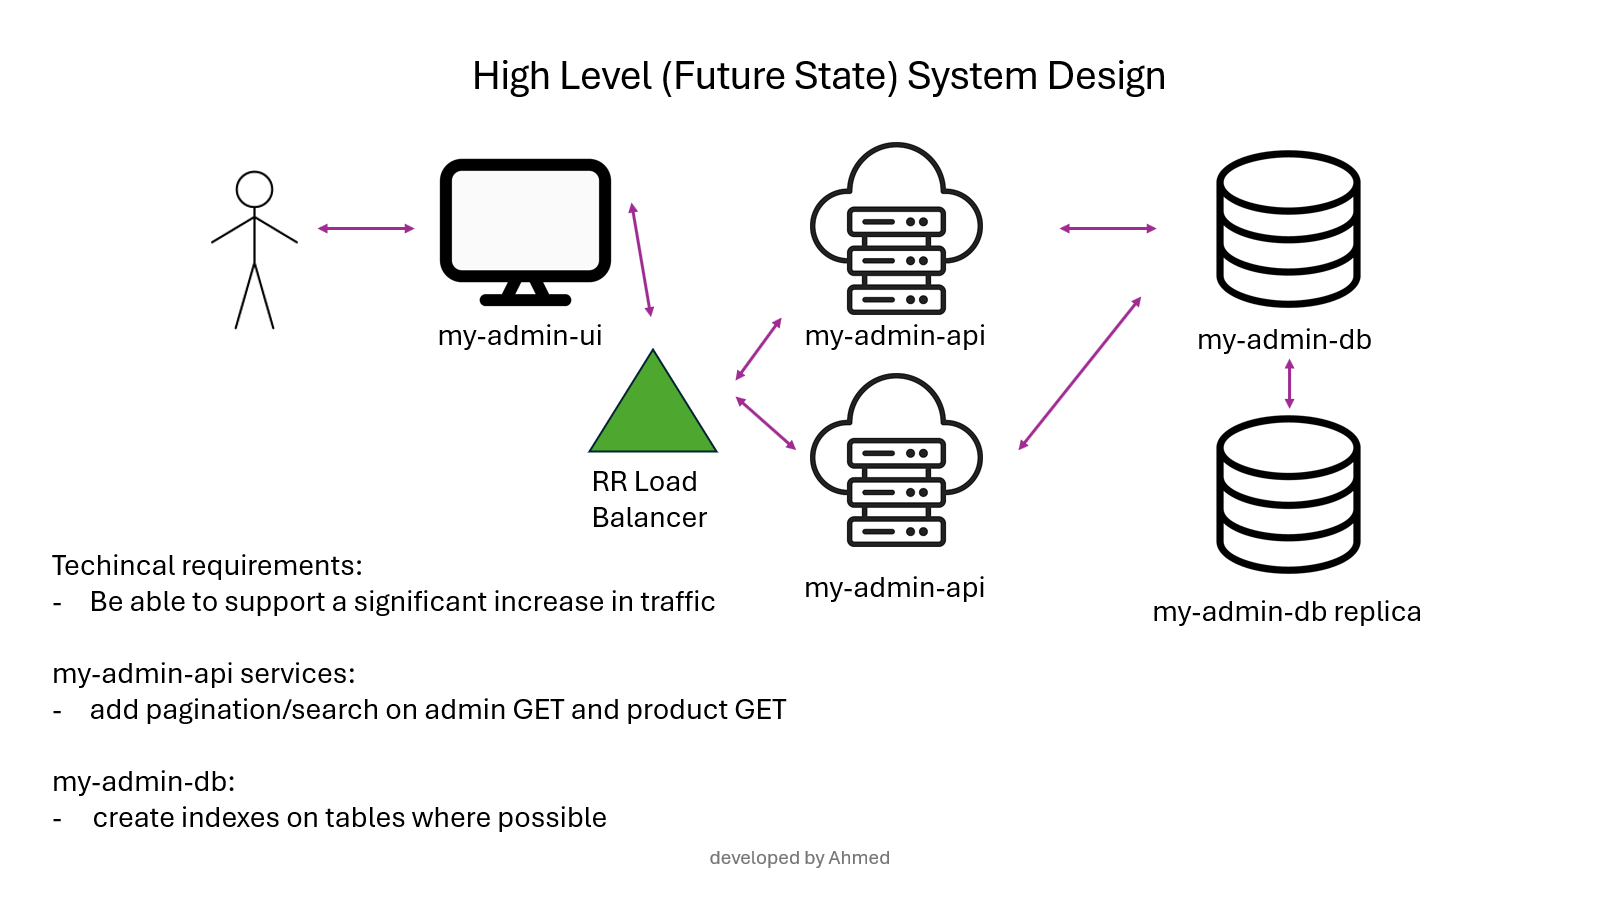 High Level (Future State) System Design
my-admin-ui
my-admin-api
my-admin-db
RR Load
Balancer
my-admin-api
my-admin-db replica
Techincal requirements:
- Be able to support a significant increase in traffic
my-admin-api services:
- add pagination/search on admin GET and product GET
my-admin-db:
- create indexes on tables where possible
developed by Ahmed